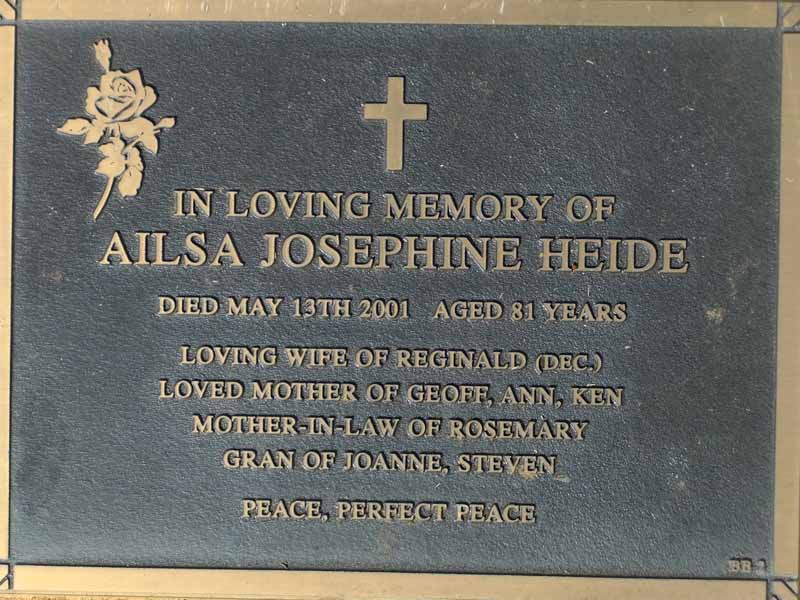 IN LOVING MEMORY OF
AILSA JOSEPHINE HEIDE
DIED MAY 13TH 2001 AGED 81 YEARS
LOVING WIFE OF REGINALD (DEC.)
LOVED MOTHER OF GEOFF, ANN, KEN
MOTHER-IN-LAW OF ROSEMARY
GRAN OF JOANNE, STEVEN
PEACE, PERFECT PEACE